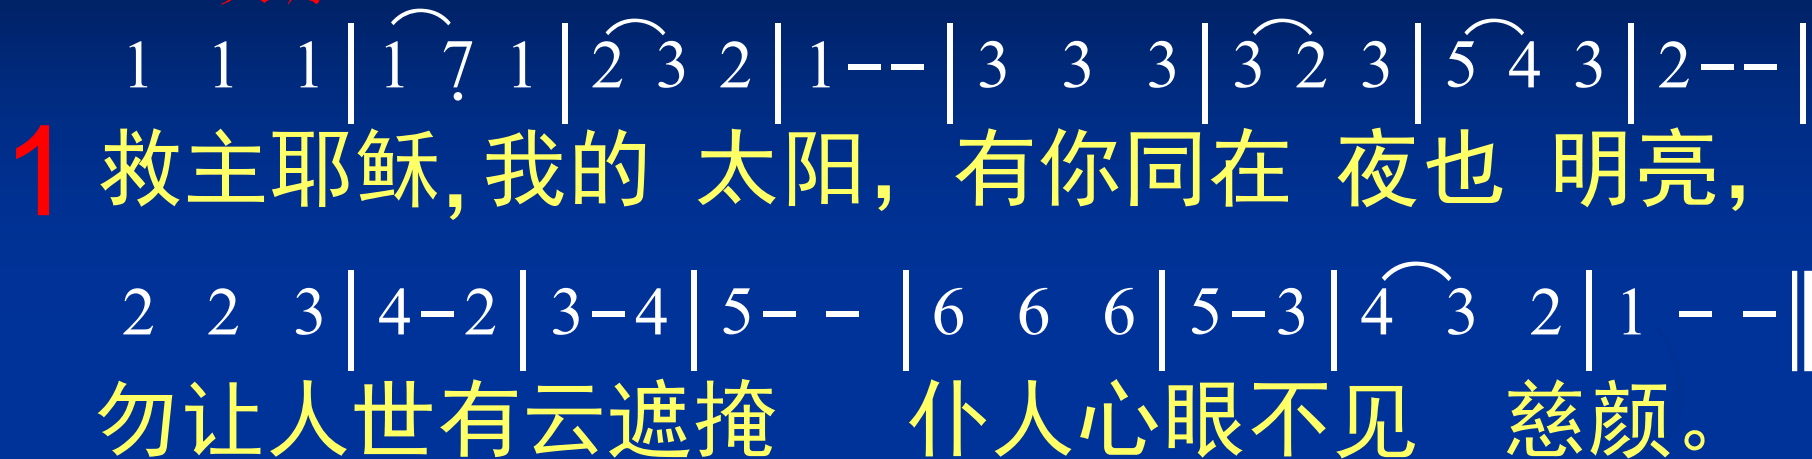 1 1 1 | 1 7 1 | 2 3 2 | 1 – – | 3 3 3 | 3 2 3 | 5 4 3 | 2 – – |
1 救主耶稣,我的 太阳, 有你同在 夜也 明亮,
2 2 3 | 4 – 2 | 3 – 4 | 5 – – | 6 6 6 | 5 – 3 | 4 3 2 | 1 – – ‖
勿让人世有云遮掩 仆人心眼不见 慈颜。